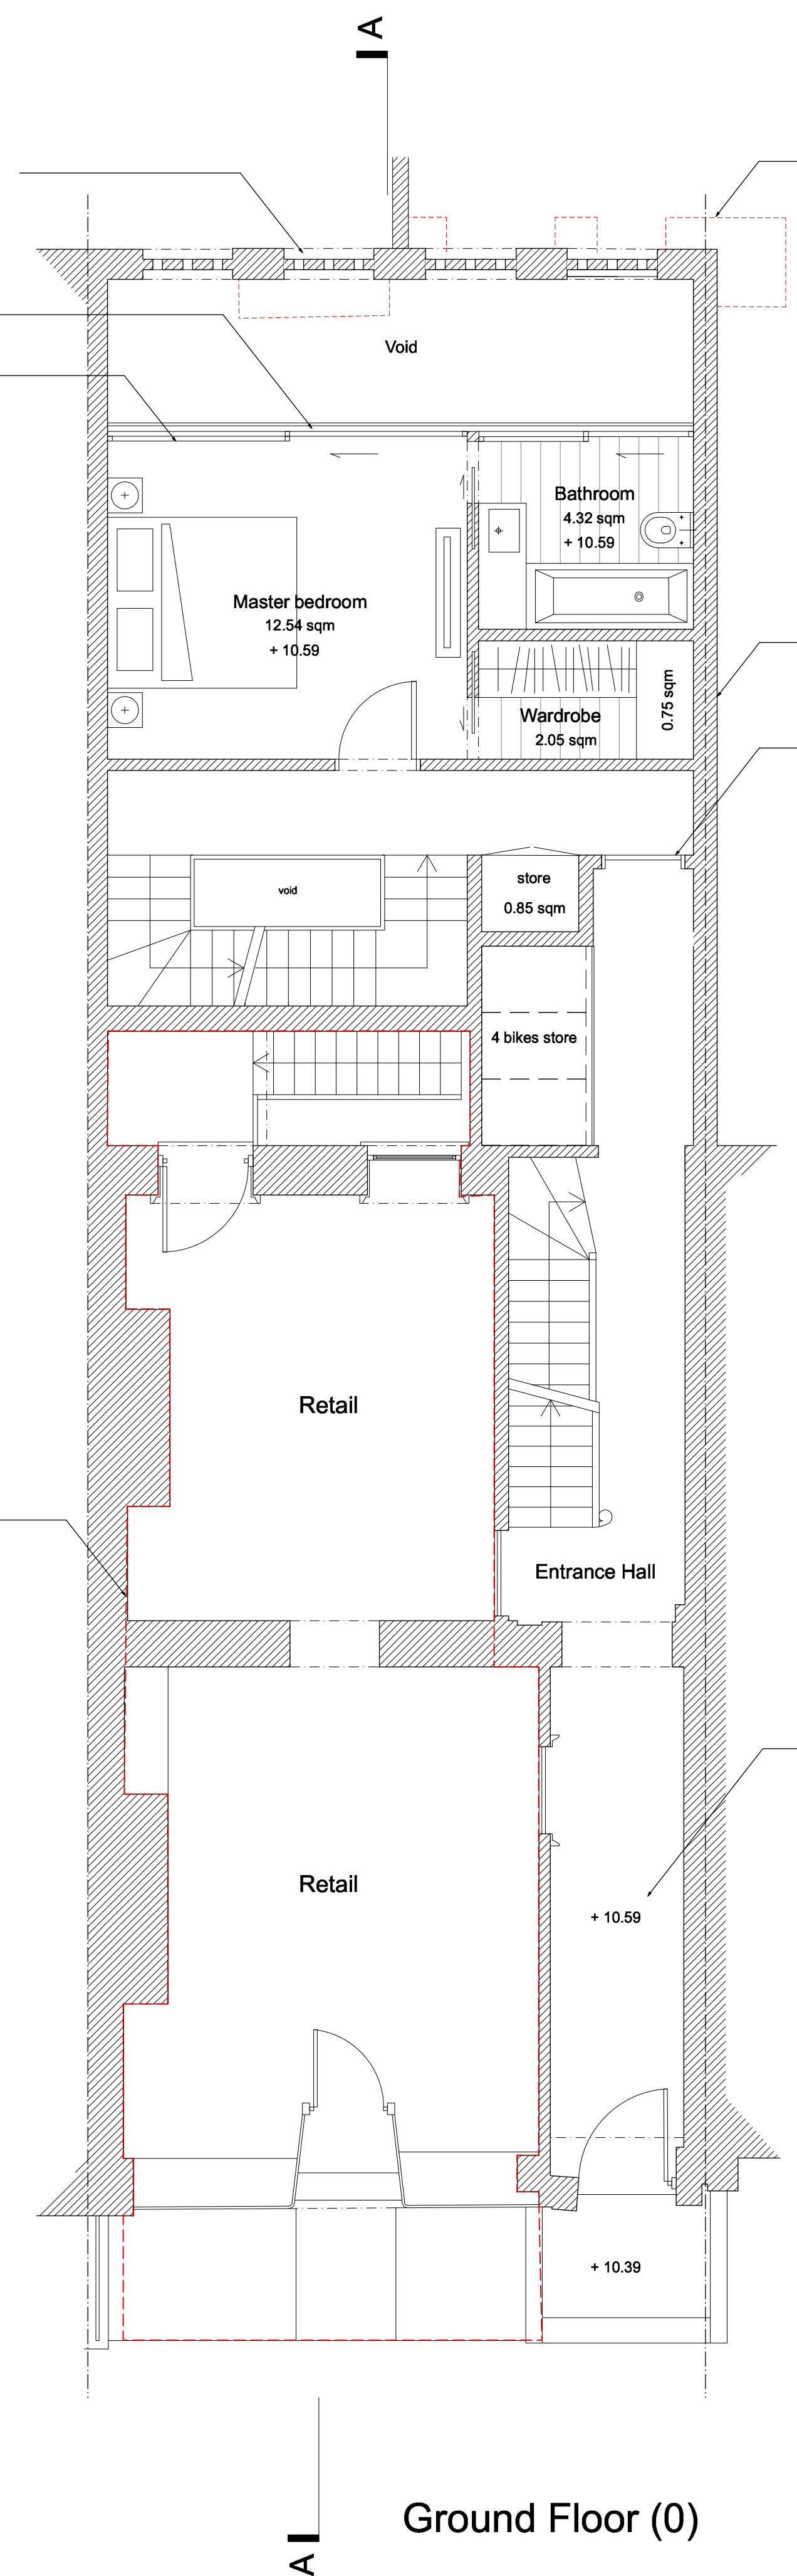 A
Void
Bathroom
4.32 sqm
+ 10.59
Master bedroom
12.54 sqm
+ 10.59
0.75 sqm
Wardrobe
2.05 sqm
void
store
0.85 sqm
4 bikes store
Retail
Entrance Hall
Retail
+ 10.59
+ 10.39
Ground Floor (0)
A